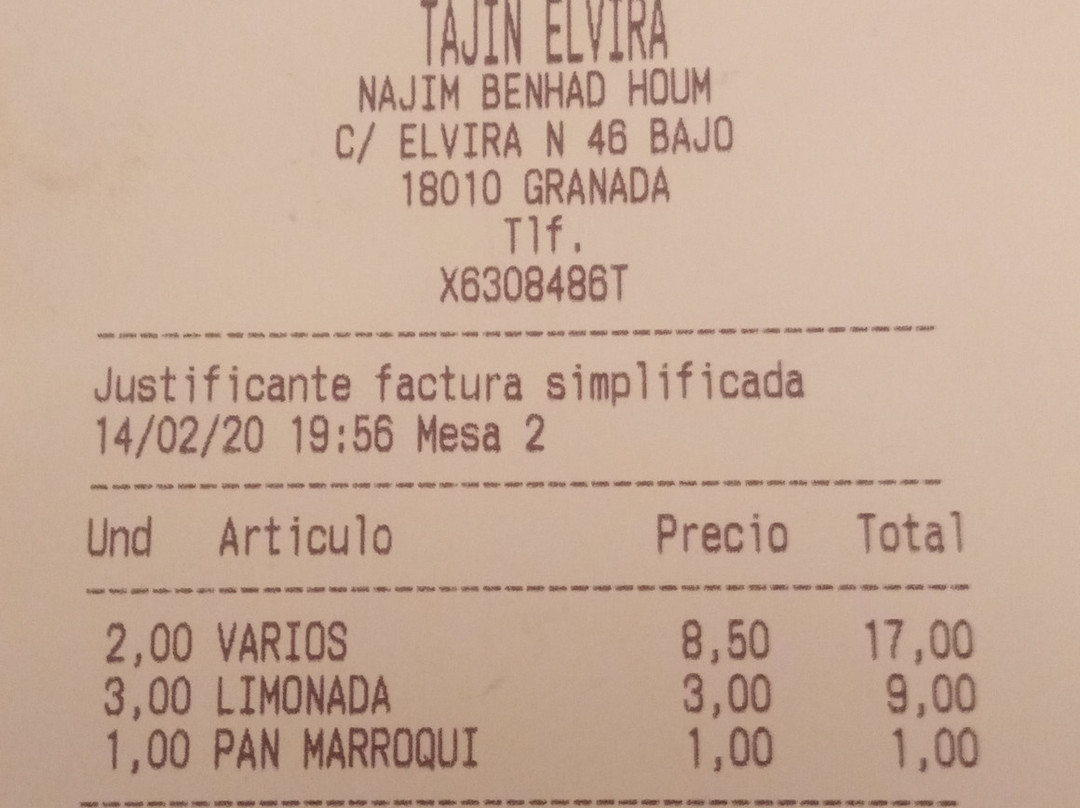 TAJIN ELVIRA
NAJIM BENHAD HOUM
C/ ELVIRA N 46 BAJO
18010 GRANADA
Tlf.
X6308486T
Justificante factura simplificada
14/02/20 19:56 Mesa 2
Und Articulo Precio Total
2,00 VARIOS 8,50 17,00
3,00 LIMONADA 3,00 9,00
1,00 PAN MARROQUI 1,00 1,00